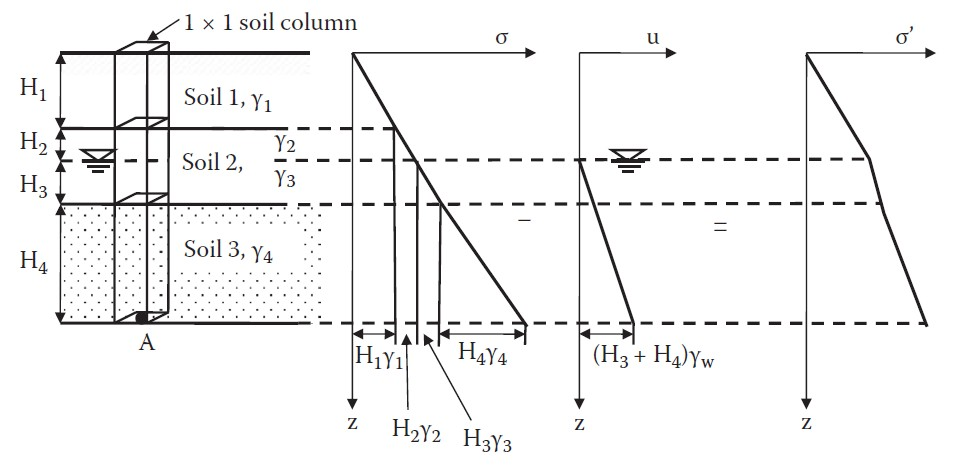 1 × 1 soil column
σ
u
σ′
H₁
Soil 1, γ₁
H₂
γ₂
Soil 2,
γ₃
H₃
Soil 3, γ₄
H₄
–
=
A
H₁γ₁
H₄γ₄
(H₃ + H₄)γw
H₂γ₂
H₃γ₃
z
z
z